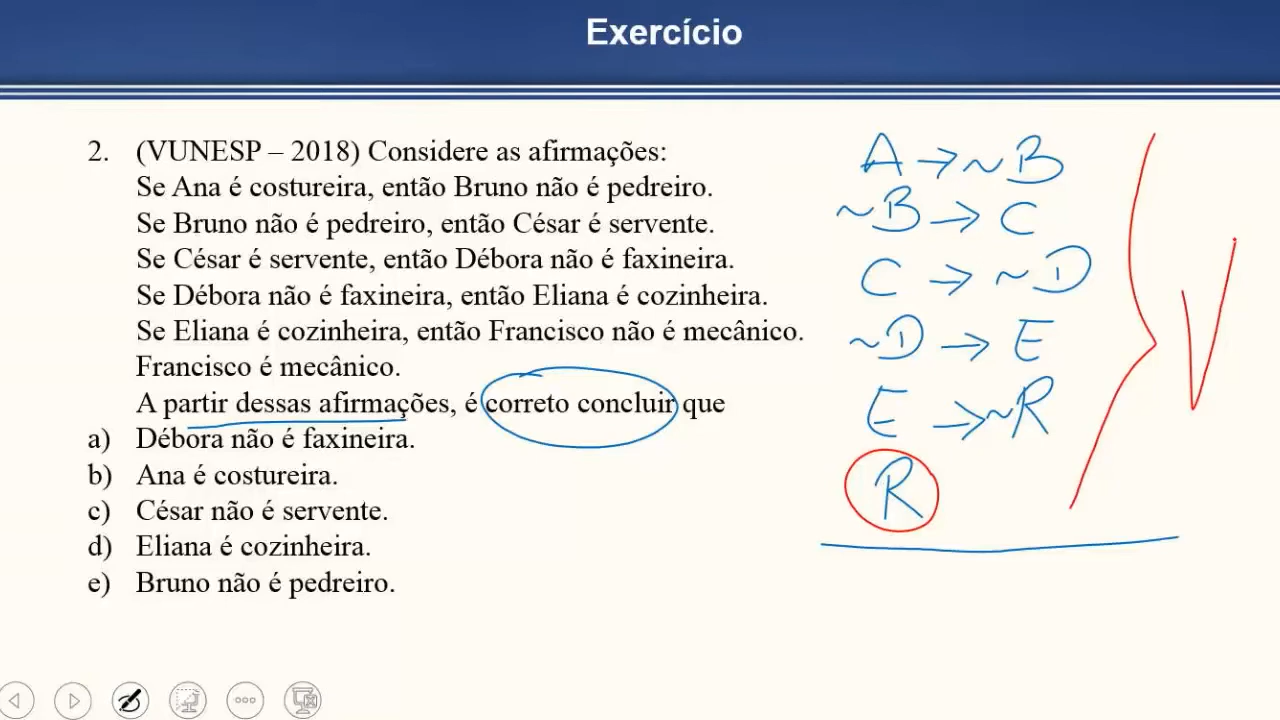 Exercício
2. (VUNESP – 2018) Considere as afirmações:
Se Ana é costureira, então Bruno não é pedreiro.
Se Bruno não é pedreiro, então César é servente.
Se César é servente, então Débora não é faxineira.
Se Débora não é faxineira, então Eliana é cozinheira.
Se Eliana é cozinheira, então Francisco não é mecânico.
Francisco é mecânico.
A partir dessas afirmações, é correto concluir que
a) Débora não é faxineira.
b) Ana é costureira.
c) César não é servente.
d) Eliana é cozinheira.
e) Bruno não é pedreiro.
A → ~B
~B → C
C → ~D
~D → E
E → ~R
R
V